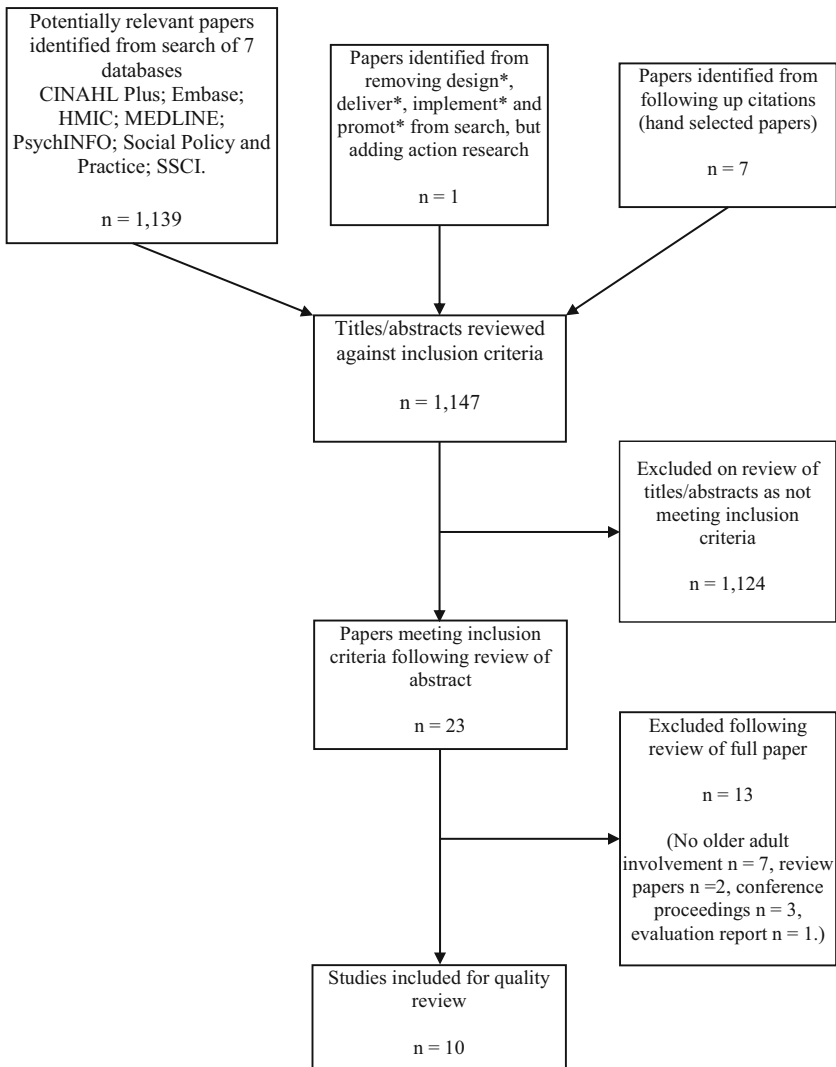 Potentially relevant papers
identified from search of 7
databases
CINAHL Plus; Embase;
HMIC; MEDLINE;
PsychINFO; Social Policy and
Practice; SSCI.
n = 1,139
Papers identified from
removing design*,
deliver*, implement* and
promot* from search, but
adding action research
n = 1
Papers identified from
following up citations
(hand selected papers)
n = 7
Titles/abstracts reviewed
against inclusion criteria
n = 1,147
Excluded on review of
titles/abstracts as not
meeting inclusion
criteria
n = 1,124
Papers meeting inclusion
criteria following review of
abstract
n = 23
Excluded following
review of full paper
n = 13
(No older adult
involvement n = 7, review
papers n =2, conference
proceedings n = 3,
evaluation report n = 1.)
Studies included for quality
review
n = 10